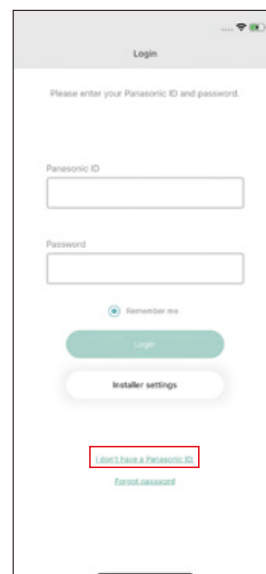 Login
Please enter your Panasonic ID and password.
Panasonic ID
Password
Remember me
Login
Installer settings
I don't have a Panasonic ID.
Forgot password